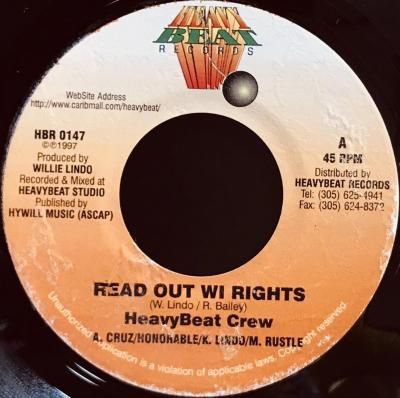 HEAVY
BEAT
RECORDS
WebSite Address
http://www.caribmall.com/heavybeat/
HBR 0147
©℗1997
Produced by
WILLIE LINDO
Recorded & Mixed at
HEAVYBEAT STUDIO
Published by
HYWILL MUSIC (ASCAP)
A
45 RPM
Distributed by
HEAVYBEAT RECORDS
Tel: (305) 625-4941
Fax: (305) 624-8372
READ OUT WI RIGHTS
(W. Lindo / R. Bailey)
HeavyBeat Crew
A. CRUZ/HONORABLE/K. LINDO/M. RUSTLE
Unauthorized duplication is a violation of applicable laws. Copyright